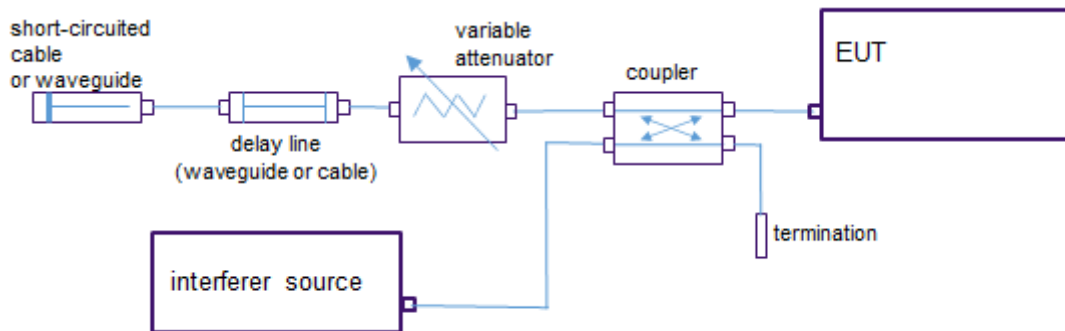 short-circuited
cable
or waveguide
variable
attenuator
coupler
EUT
delay line
(waveguide or cable)
termination
interferer source